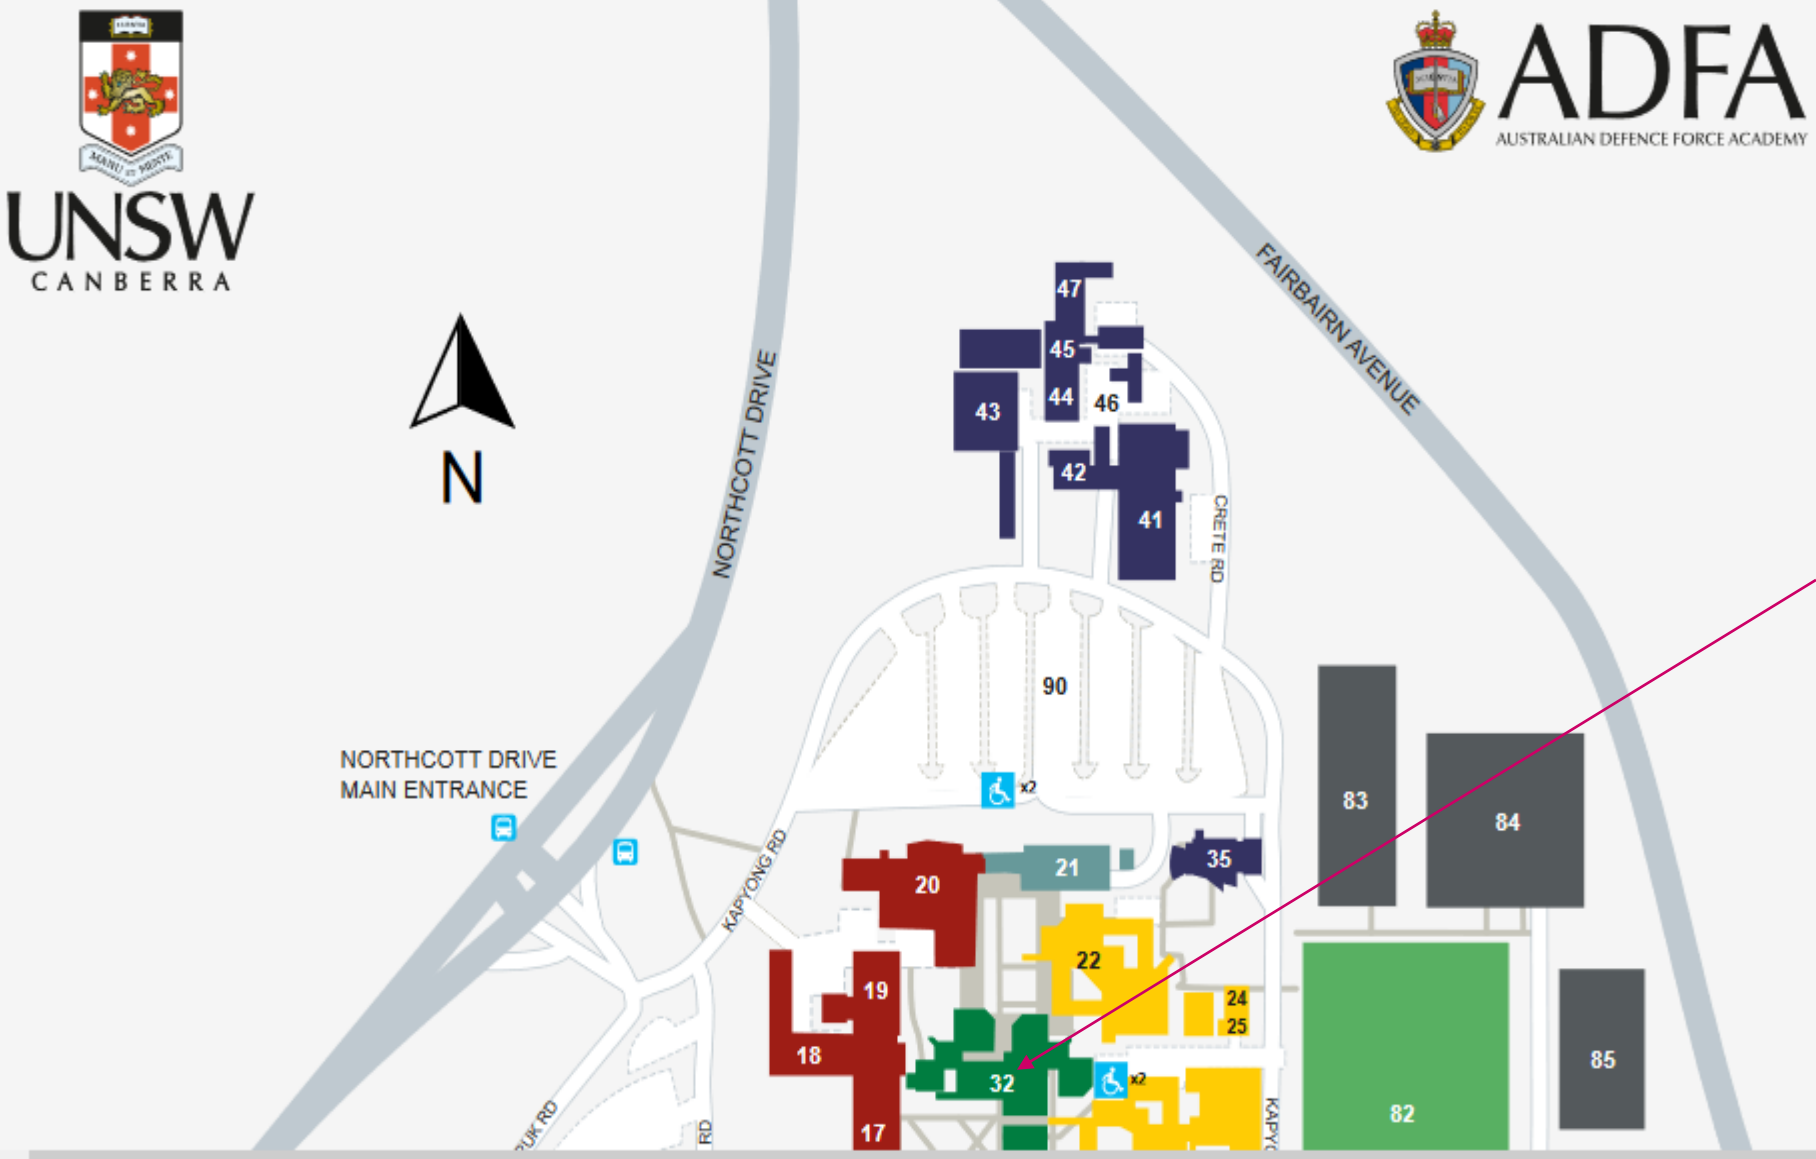 UNSW
CANBERRA
ADFA
AUSTRALIAN DEFENCE FORCE ACADEMY
N
NORTHCOTT DRIVE
FAIRBAIRN AVENUE
47
45
44
43
46
42
41
CRETE RD
90
NORTHCOTT DRIVE
MAIN ENTRANCE
x2
83
84
KAPYONG RD
20
21
35
22
19
24
25
18
32
x2
85
82
17
RD